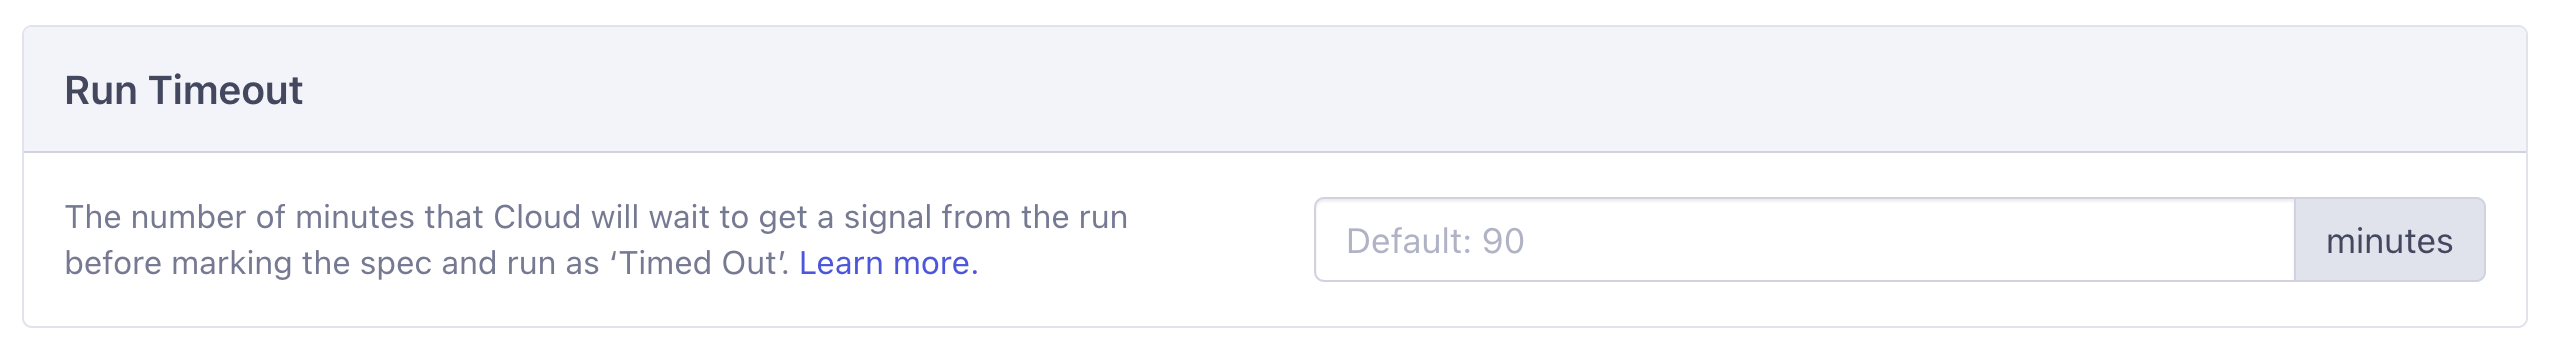 Run Timeout
The number of minutes that Cloud will wait to get a signal from the run
before marking the spec and run as ‘Timed Out’. Learn more.
Default: 90
minutes